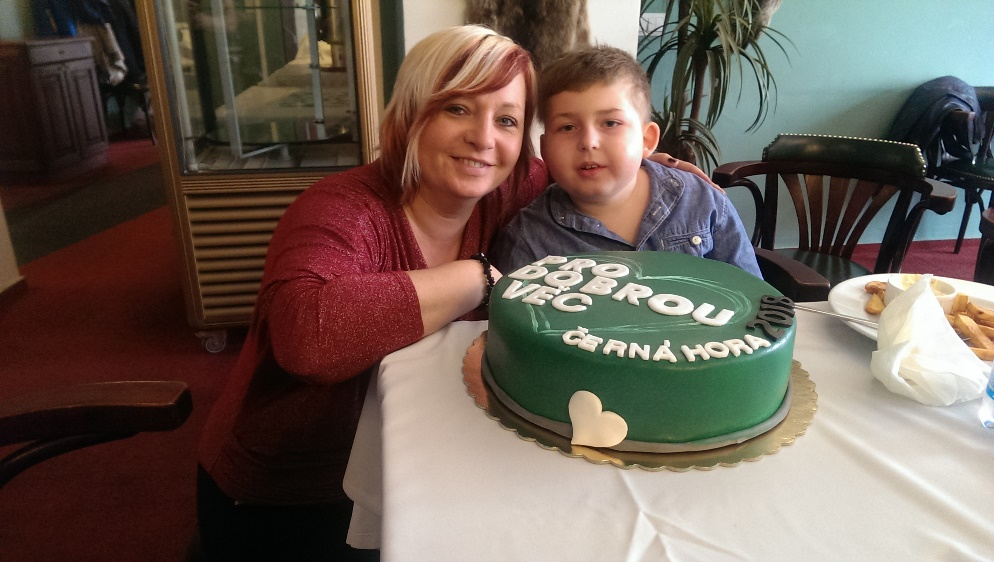 PRO
DOBROU
VĚC
ČERNÁ HORA
2018